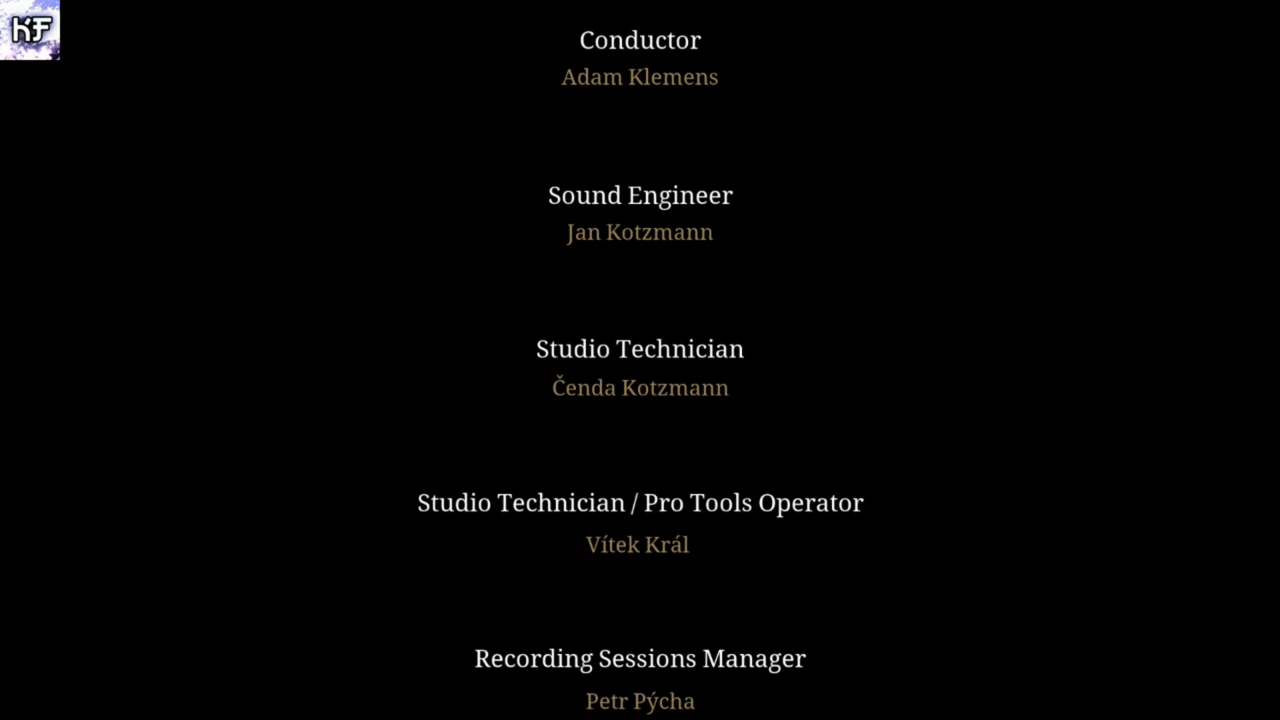 KF
Conductor
Adam Klemens
Sound Engineer
Jan Kotzmann
Studio Technician
Čenda Kotzmann
Studio Technician / Pro Tools Operator
Vítek Král
Recording Sessions Manager
Petr Pýcha